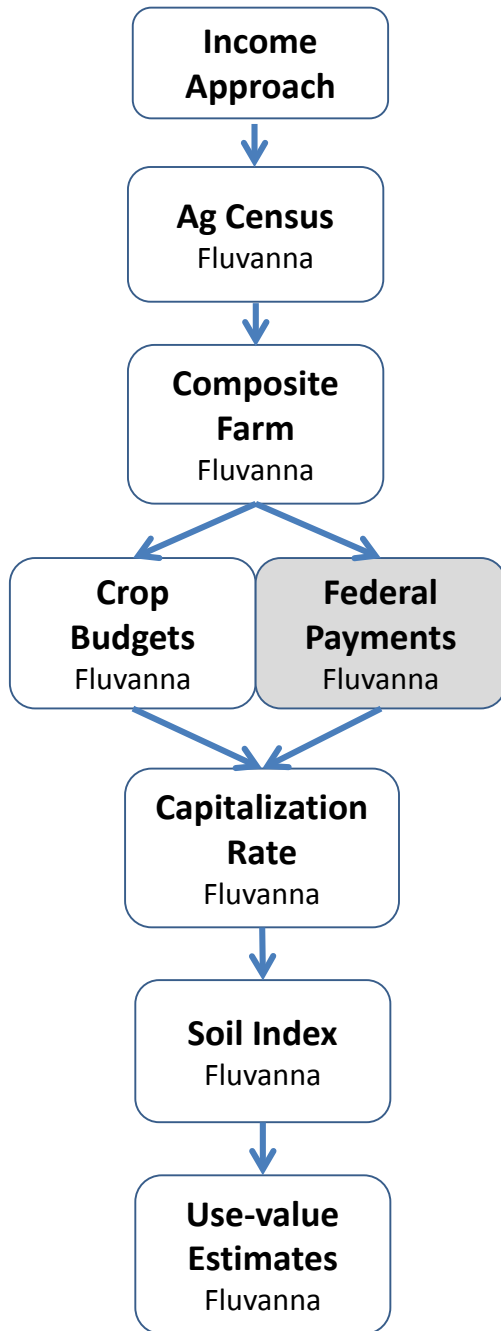 Income
Approach
Ag Census
Fluvanna
Composite
Farm
Fluvanna
Crop
Budgets
Fluvanna
Federal
Payments
Fluvanna
Capitalization
Rate
Fluvanna
Soil Index
Fluvanna
Use-value
Estimates
Fluvanna